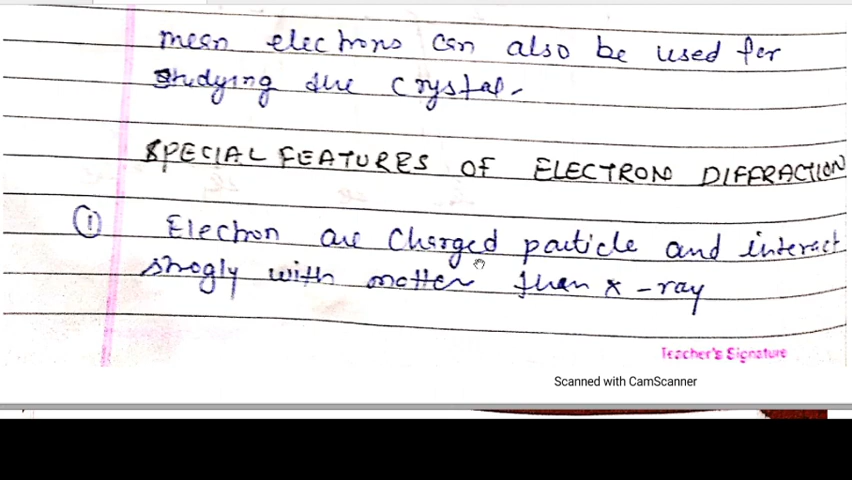 mean electrons can also be used for
studying the crystal.
SPECIAL FEATURES OF ELECTRON DIFFRACTION
① Electron are charged particle and interact
strogly with matter than x-ray
Teacher's Signature
Scanned with CamScanner